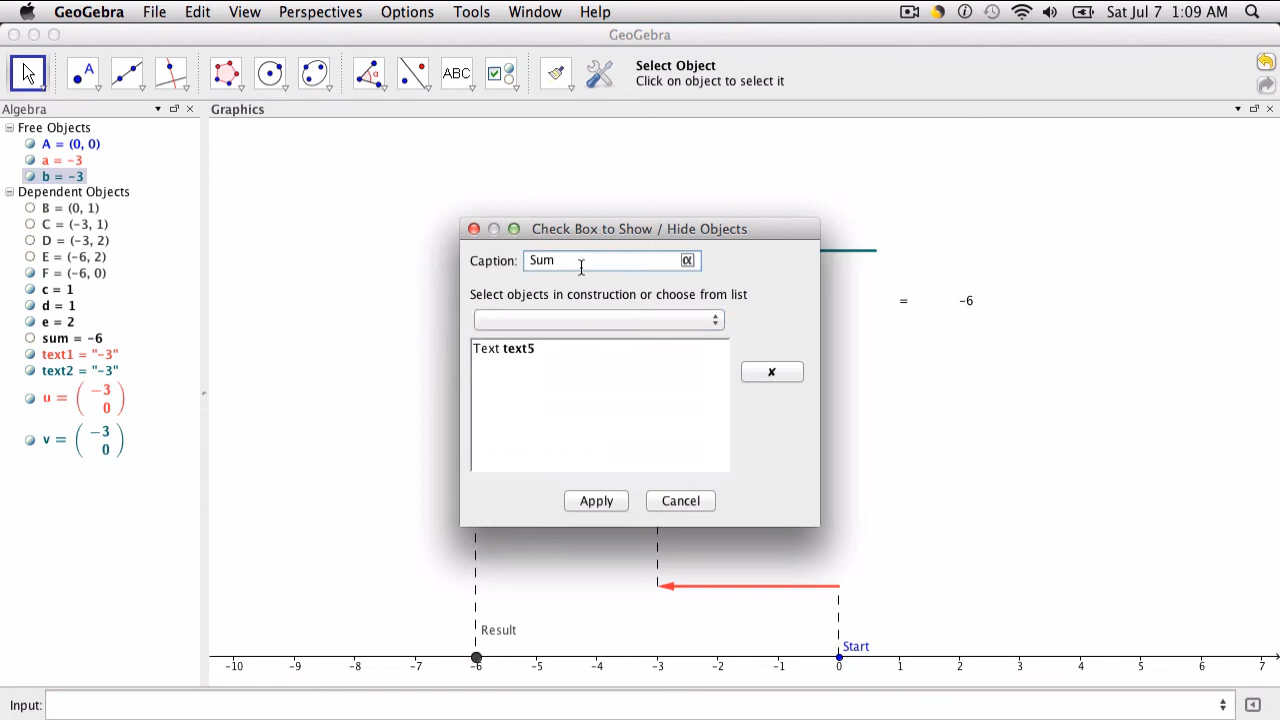 GeoGebra File Edit View Perspectives Options Tools Window Help Sat Jul 7 1:09 AM
GeoGebra
A
α
ABC
Select Object
Click on object to select it
Algebra
Graphics
Free Objects
A = (0, 0)
a = -3
b = -3
Dependent Objects
B = (0, 1)
C = (-3, 1)
D = (-3, 2)
E = (-6, 2)
F = (-6, 0)
c = 1
d = 1
e = 2
sum = -6
text1 = "-3"
text2 = "-3"
u = ( -3
0 )
v = ( -3
0 )
Check Box to Show / Hide Objects
Caption: Sum α
Select objects in construction or choose from list
Text text5
✘
Apply Cancel
= -6
Result
Start
-10 -9 -8 -7 -6 -5 -4 -3 -2 -1 0 1 2 3 4 5 6 7
Input: